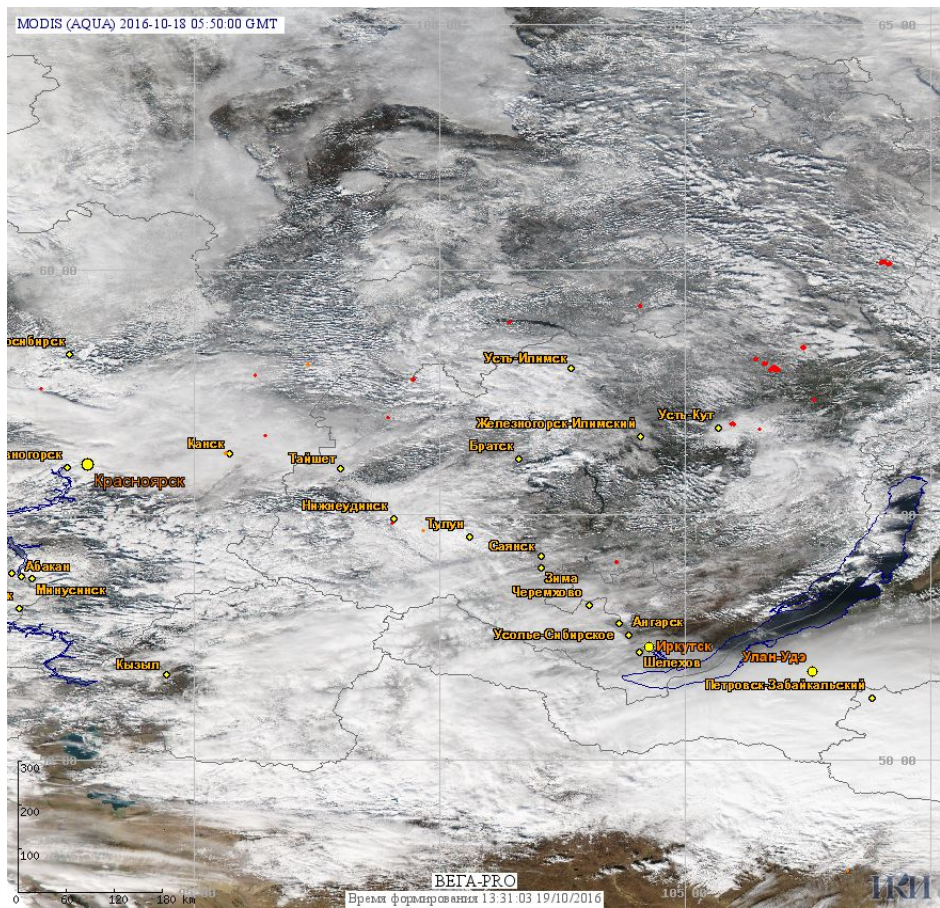 MODIS (AQUA) 2016-10-18 05:50:00 GMT
100 00
65 00
60 00
осибирск
Усть-Илимск
Железногорск-Илимский
Усть-Кут
Канск
Братск
вногорск
Тайшет
Красноярск
Нижнеудинск
Тулун
Саянск
Абакан
Зима
Минусинск
Черемхово
к
Ангарск
Усолье-Сибирское
Иркутск
Кызыл
Шелехов
Улан-Удэ
Петровск-Забайкальский
50 00
300
200
100
0
60
120
180 km
105 00
ВЕГА-PRO
ИКИ
Время формирования 13:31:03 19/10/2016